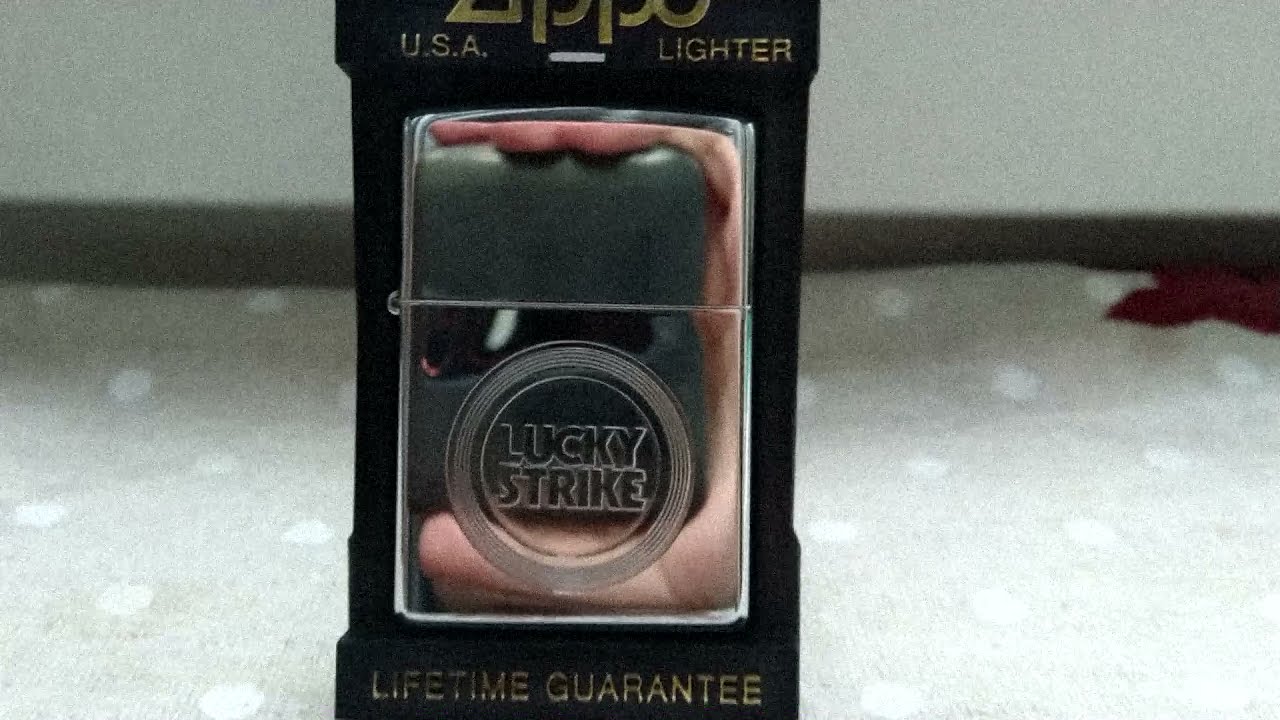 Zippo
U.S.A. LIGHTER
LUCKY
STRIKE
LIFETIME GUARANTEE